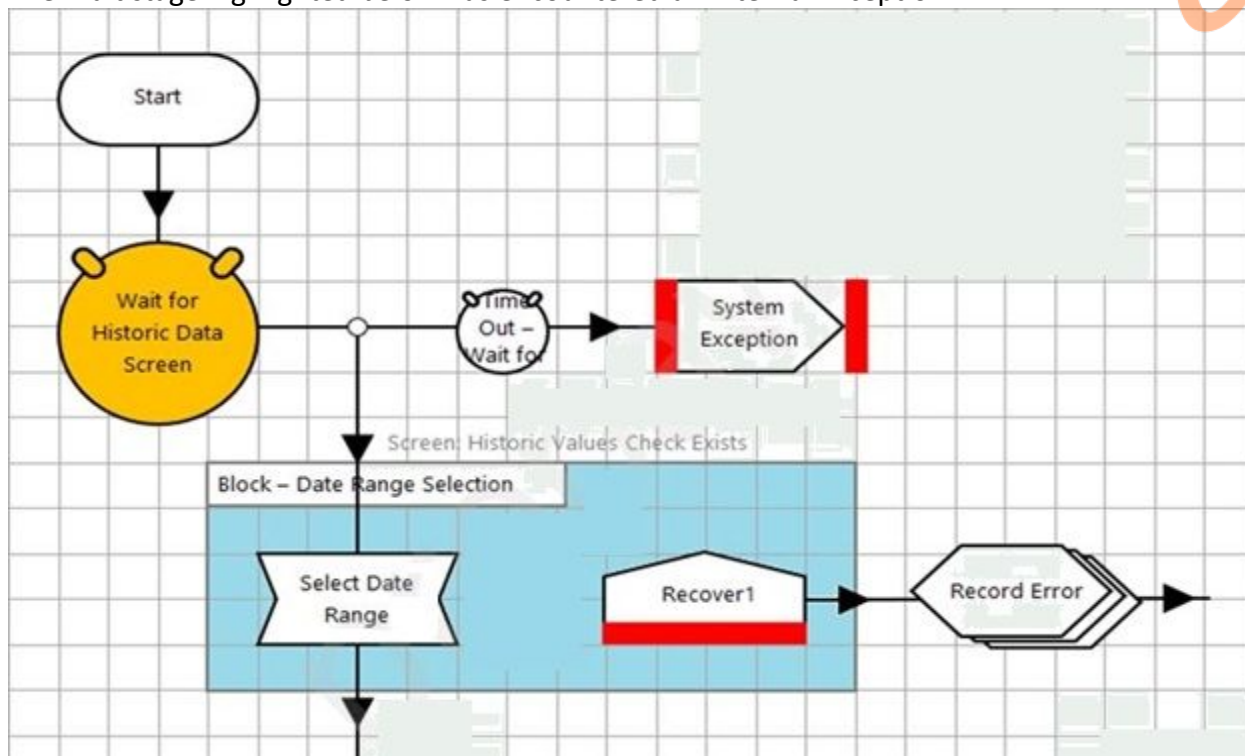 Start
Wait for
Historic Data
Screen
Time
Out –
Wait for
System
Exception
Screen: Historic Values Check Exists
Block – Date Range Selection
Select Date
Range
Recover1
Record Error